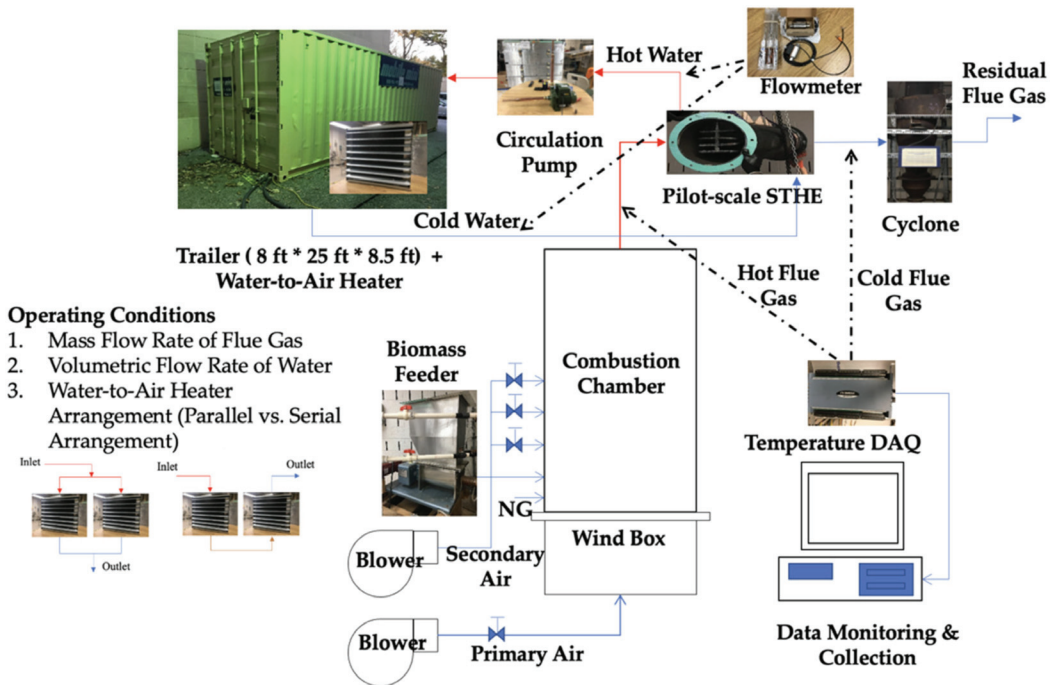 Hot Water
Flowmeter
Residual
Flue Gas
Circulation
Pump
Pilot-scale STHE
Cyclone
Cold Water
Trailer ( 8 ft * 25 ft * 8.5 ft)  +
Water-to-Air Heater
Hot Flue
Gas
Cold Flue
Gas
Operating Conditions
1. Mass Flow Rate of Flue Gas
2. Volumetric Flow Rate of Water
3. Water-to-Air Heater
Arrangement (Parallel vs. Serial
Arrangement)
Inlet
Outlet
Inlet
Outlet
Biomass
Feeder
Combustion
Chamber
Temperature DAQ
NG
Wind Box
Blower
Secondary
Air
Blower
Primary Air
Data Monitoring &
Collection